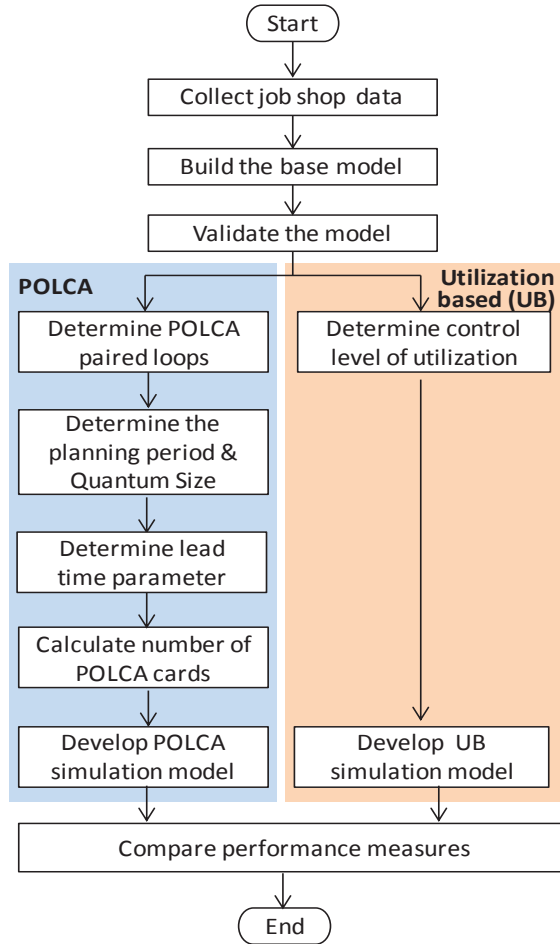 Start
Collect job shop data
Build the base model
Validate the model
POLCA
Utilization
based (UB)
Determine POLCA
paired loops
Determine control
level of utilization
Determine the
planning period &
Quantum Size
Determine lead
time parameter
Calculate number of
POLCA cards
Develop POLCA
simulation model
Develop UB
simulation model
Compare performance measures
End